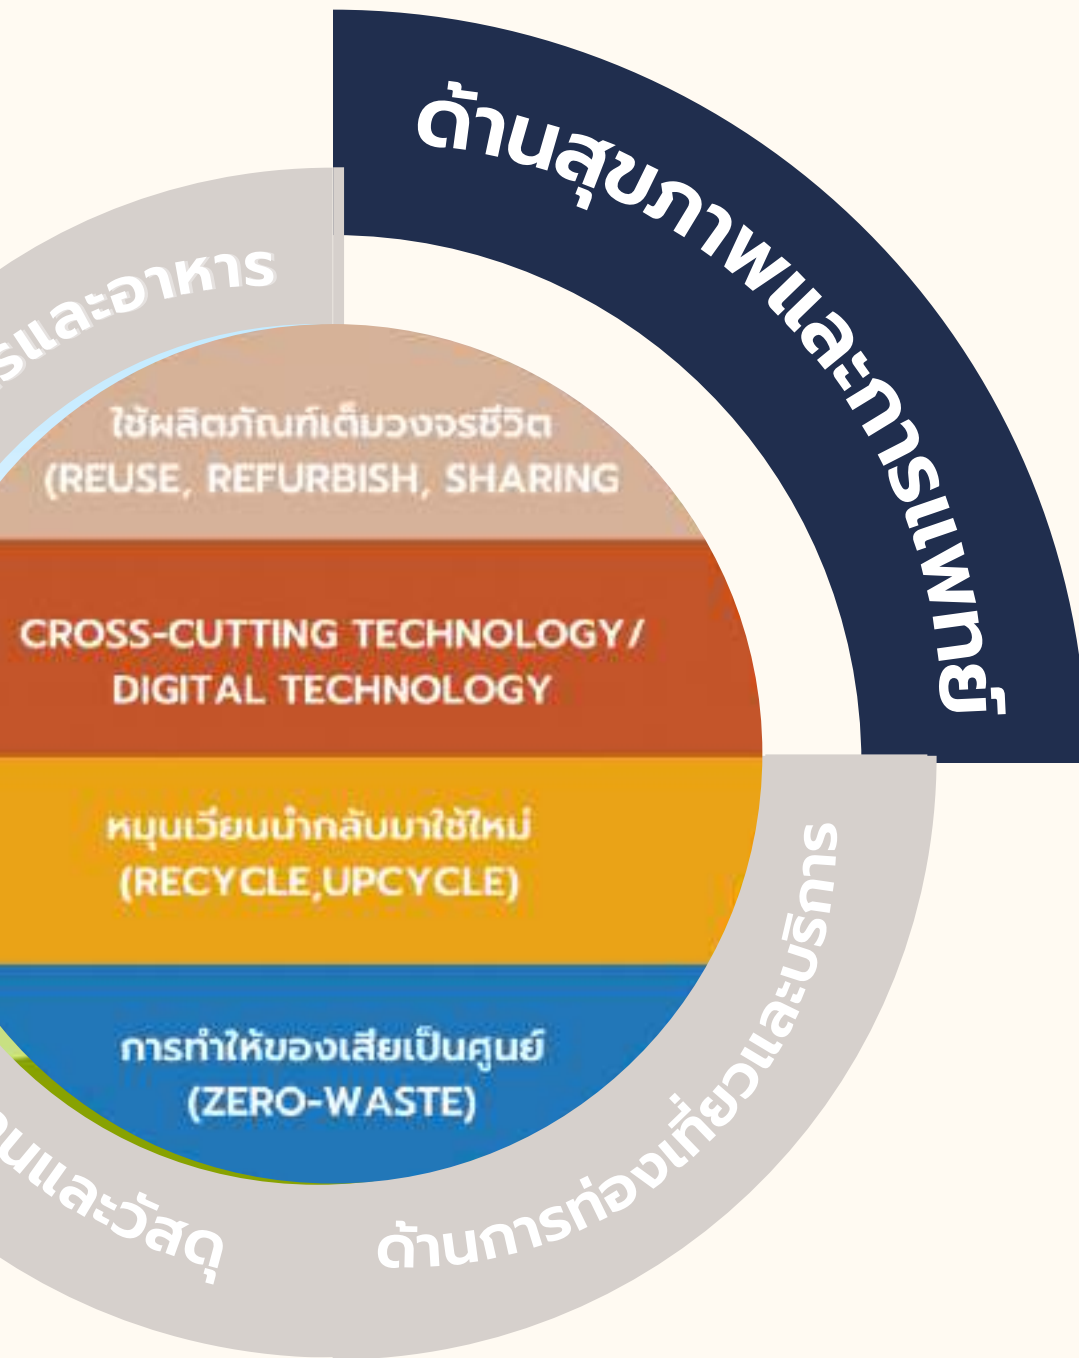 ด้านสุขภาพและการแพทย์
และอาหาร
ใช้ผลิตภัณฑ์เต็มวงจรชีวิต
(REUSE, REFURBISH, SHARING
CROSS-CUTTING TECHNOLOGY/
DIGITAL TECHNOLOGY
หมุนเวียนนำกลับมาใช้ใหม่
(RECYCLE,UPCYCLE)
การทำให้ของเสียเป็นศูนย์
(ZERO-WASTE)
และวัสดุ
ด้านการท่องเที่ยวและบริการ